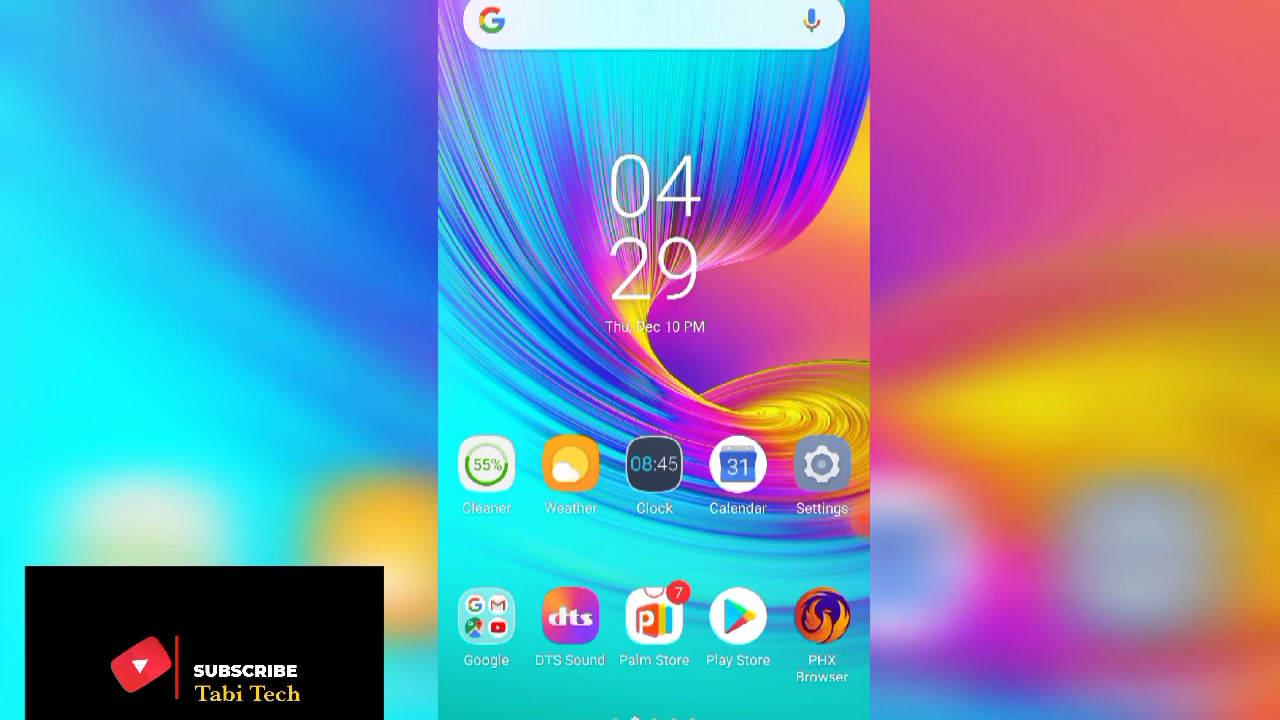 04
29
Thu, Dec 10 PM
55%
08:45
31
Cleaner
Weather
Clock
Calendar
Settings
dts
7
Google
DTS Sound
Palm Store
Play Store
PHX
Browser
SUBSCRIBE
Tabi Tech